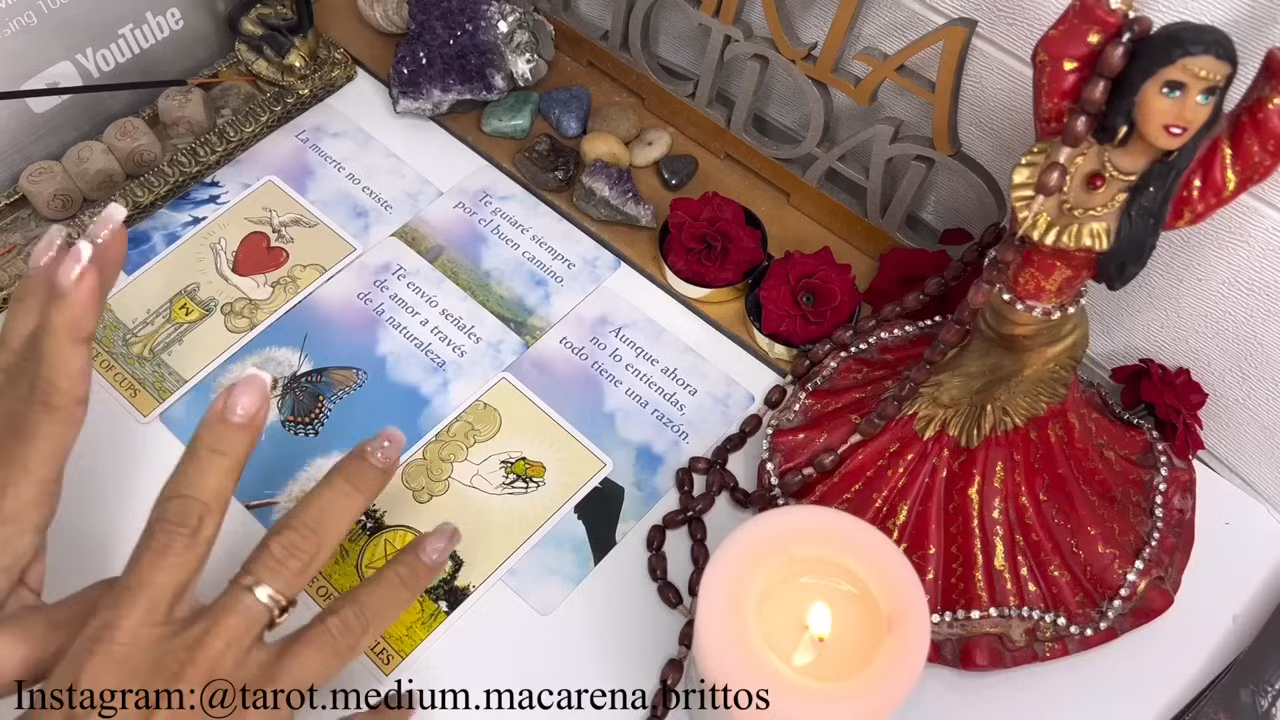 YouTube
La muerte no existe.
Te guiaré siempre
por el buen camino.
Te envío señales
de amor a través
de la naturaleza.
Aunque ahora
no lo entiendas,
todo tiene una razón.
OF CUPS
Instagram:@tarot.medium.macarena.brittos